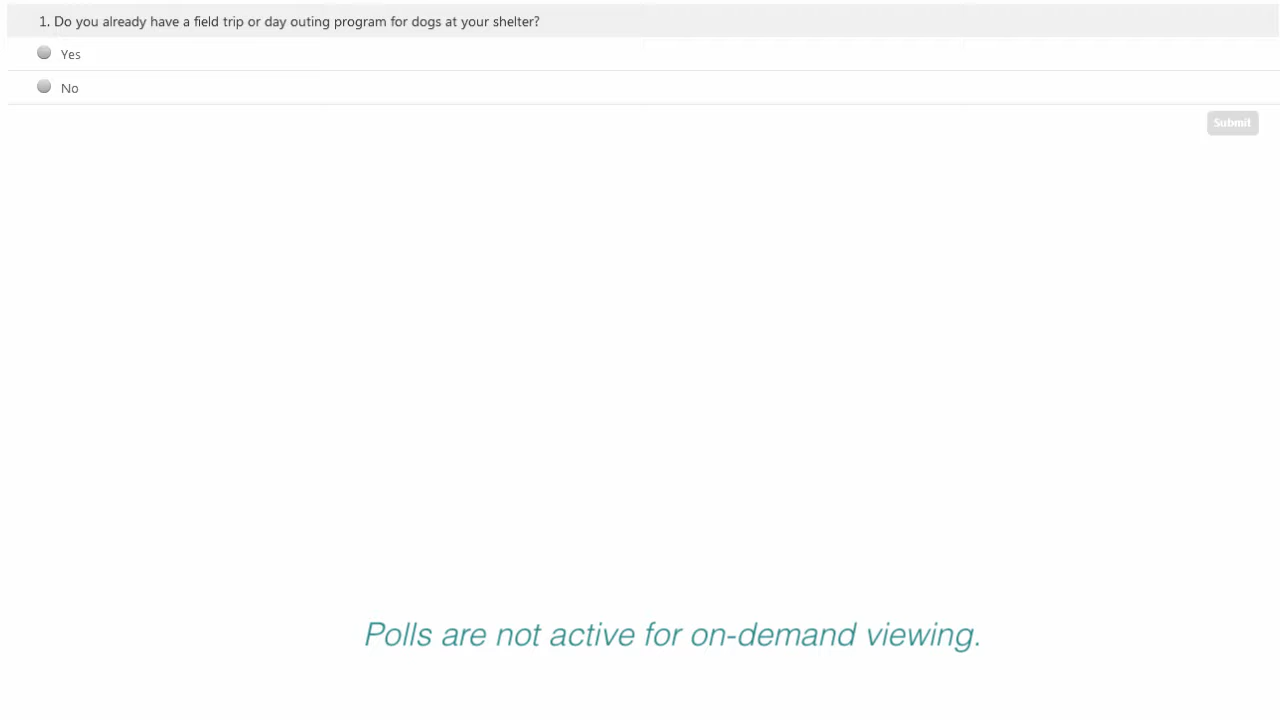 1. Do you already have a field trip or day outing program for dogs at your shelter?
Yes
No
Submit
Polls are not active for on-demand viewing.